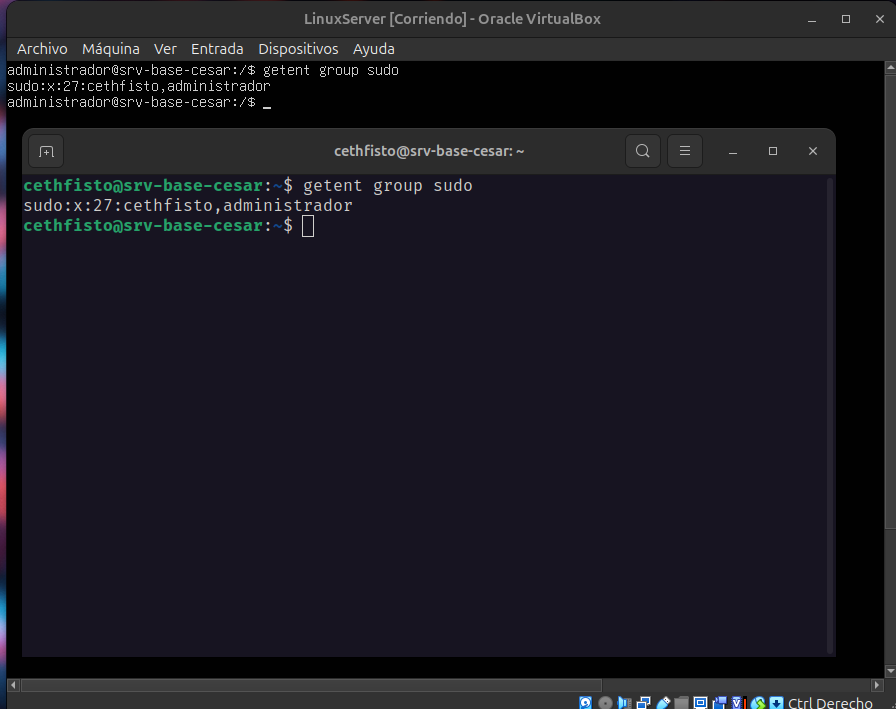 LinuxServer [Corriendo] - Oracle VirtualBox
Archivo Máquina Ver Entrada Dispositivos Ayuda
administrador@srv-base-cesar:/$ getent group sudo
sudo:x:27:cethfisto,administrador
administrador@srv-base-cesar:/$ _
cethfisto@srv-base-cesar: ~
cethfisto@srv-base-cesar:~$ getent group sudo
sudo:x:27:cethfisto,administrador
cethfisto@srv-base-cesar:~$
Ctrl Derecho